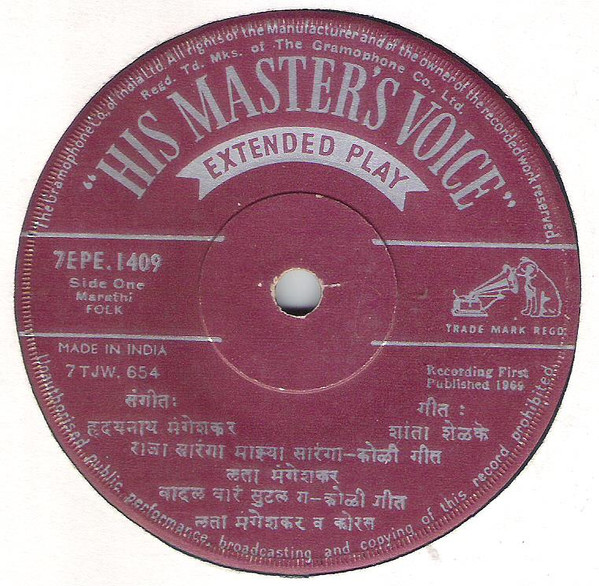 The Gramophone Co. of India Ltd. All rights of the Manufacturer and of the owner of the recorded work reserved.
Regd. Td. Mks. of The Gramophone Co., Ltd.
"HIS MASTER'S VOICE"
EXTENDED PLAY
7EPE.1409
Side One
Marathi
FOLK
TRADE MARK REGD
MADE IN INDIA
7TJW. 654
Recording First
Published 1969
संगीत: गीत :
हृदयनाथ मंगेशकर शांता शेळके
राजा सारंगा माझ्या सारंगा-कोळी गीत
लता मंगेशकर
वादल वारं सुटलं ग-कोळी गीत
लता मंगेशकर व कोरस
Unauthorised public performance, broadcasting and copying of this record prohibited